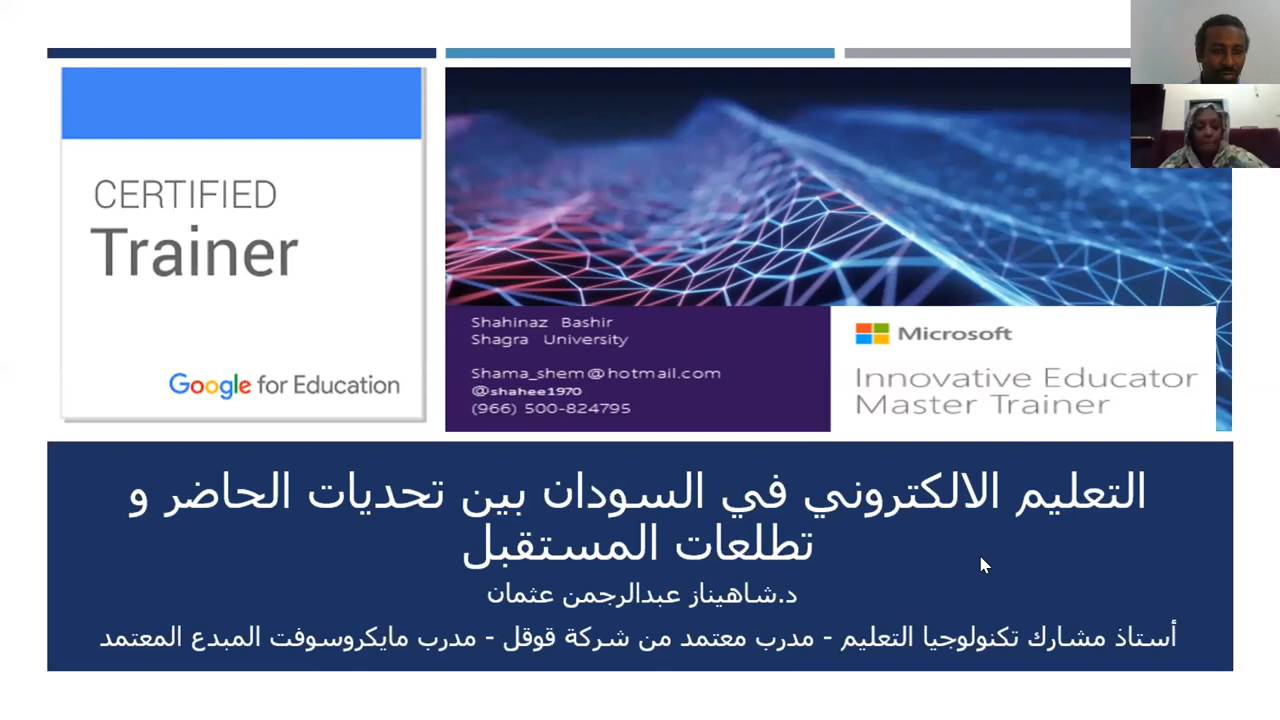 CERTIFIED
Trainer
Google for Education
Shahinaz Bashir
Shagra University
Shama_shem@hotmail.com
@shahee1970
(966) 500-824795
Microsoft
Innovative Educator
Master Trainer
التعليم الالكتروني في السودان بين تحديات الحاضر و
تطلعات المستقبل
د.شاهيناز عبدالرجمن عثمان
أستاذ مشارك تكنولوجيا التعليم - مدرب معتمد من شركة قوقل - مدرب مايكروسوفت المبدع المعتمد